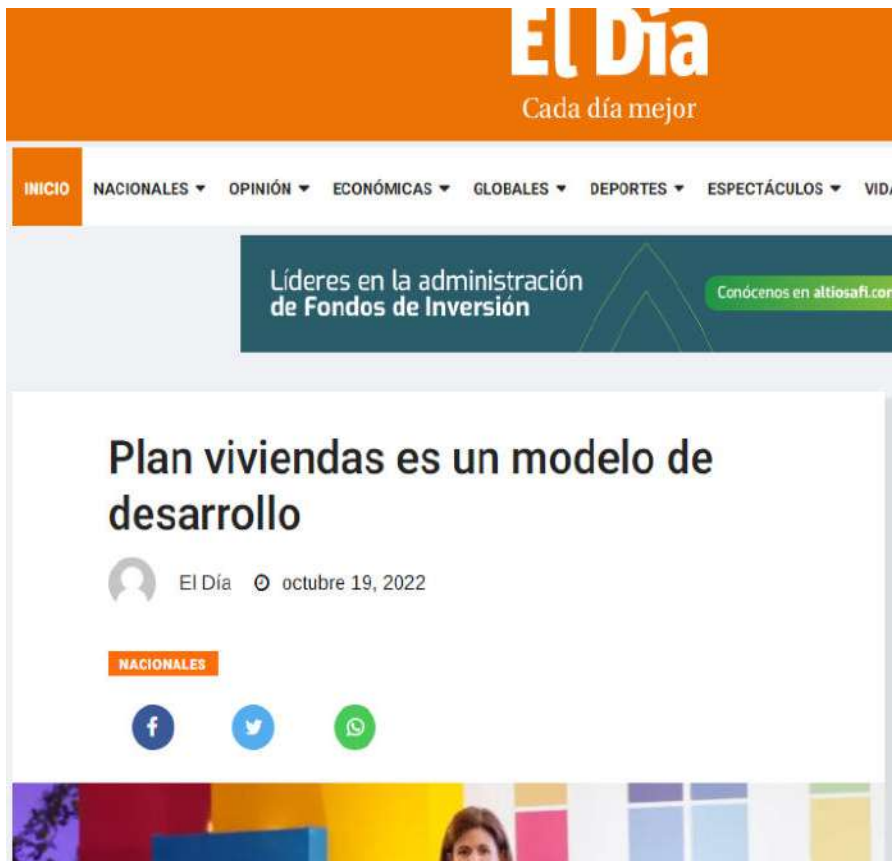 El Día
Cada día mejor
INICIO NACIONALES OPINIÓN ECONÓMICAS GLOBALES DEPORTES ESPECTÁCULOS
Líderes en la administración
de Fondos de Inversión
Conócenos en altiosafi.com
Plan viviendas es un modelo de
desarrollo
El Día octubre 19, 2022
NACIONALES